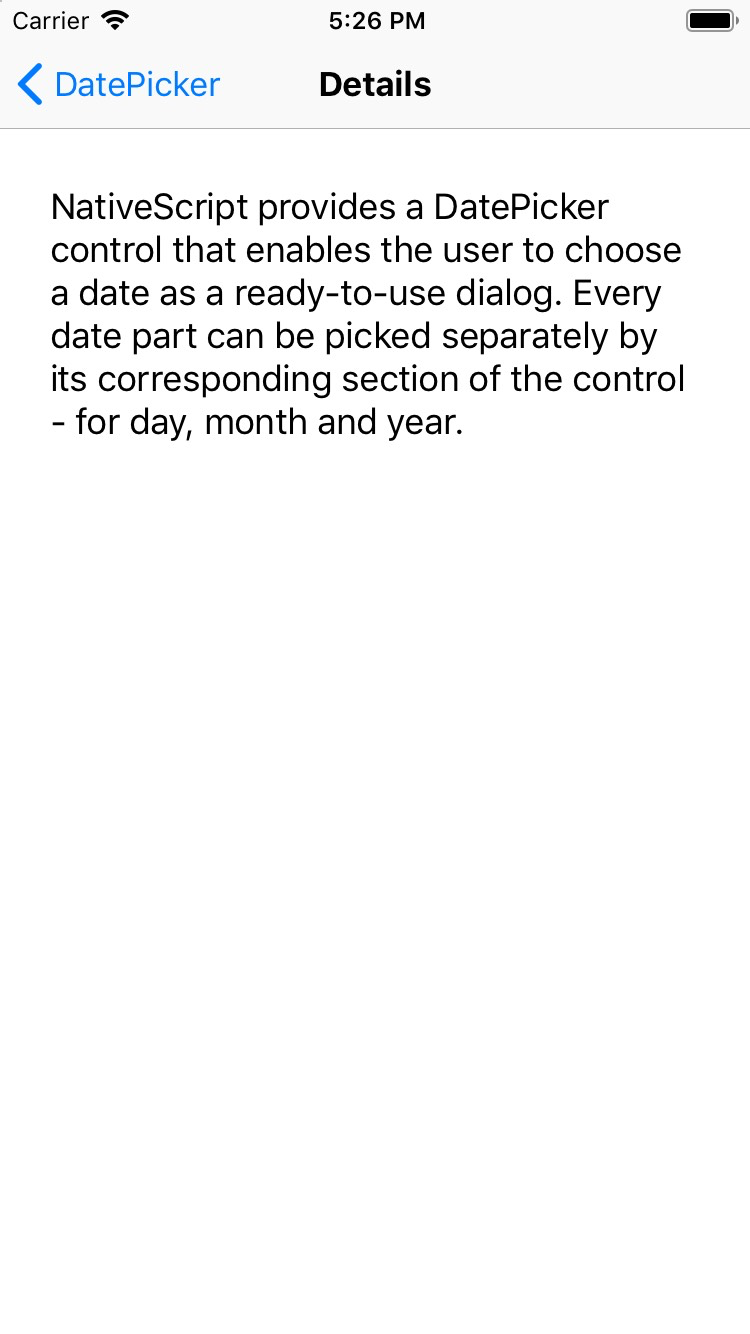 Carrier 5:26 PM
DatePicker Details
NativeScript provides a DatePicker
control that enables the user to choose
a date as a ready-to-use dialog. Every
date part can be picked separately by
its corresponding section of the control
- for day, month and year.